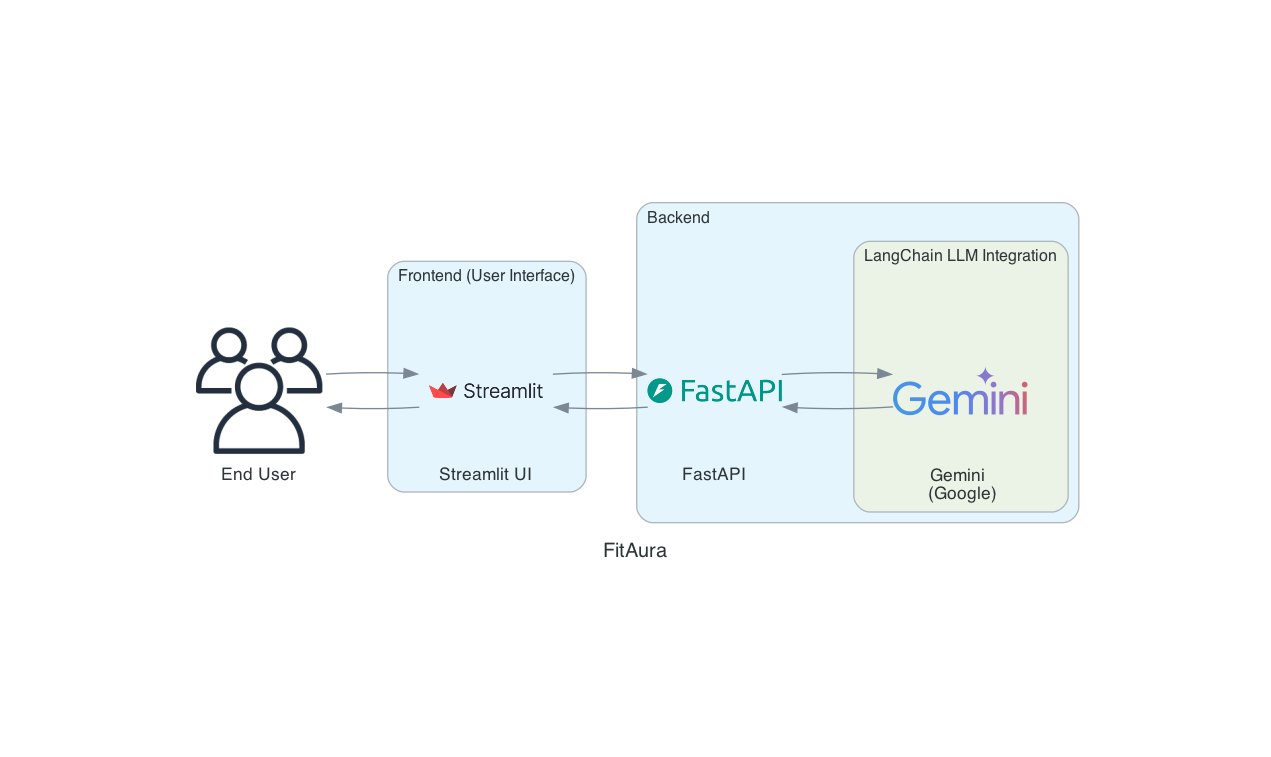 Backend
LangChain LLM Integration
Frontend (User Interface)
Streamlit
FastAPI
Gemini
End User
Streamlit UI
FastAPI
Gemini
(Google)
FitAura